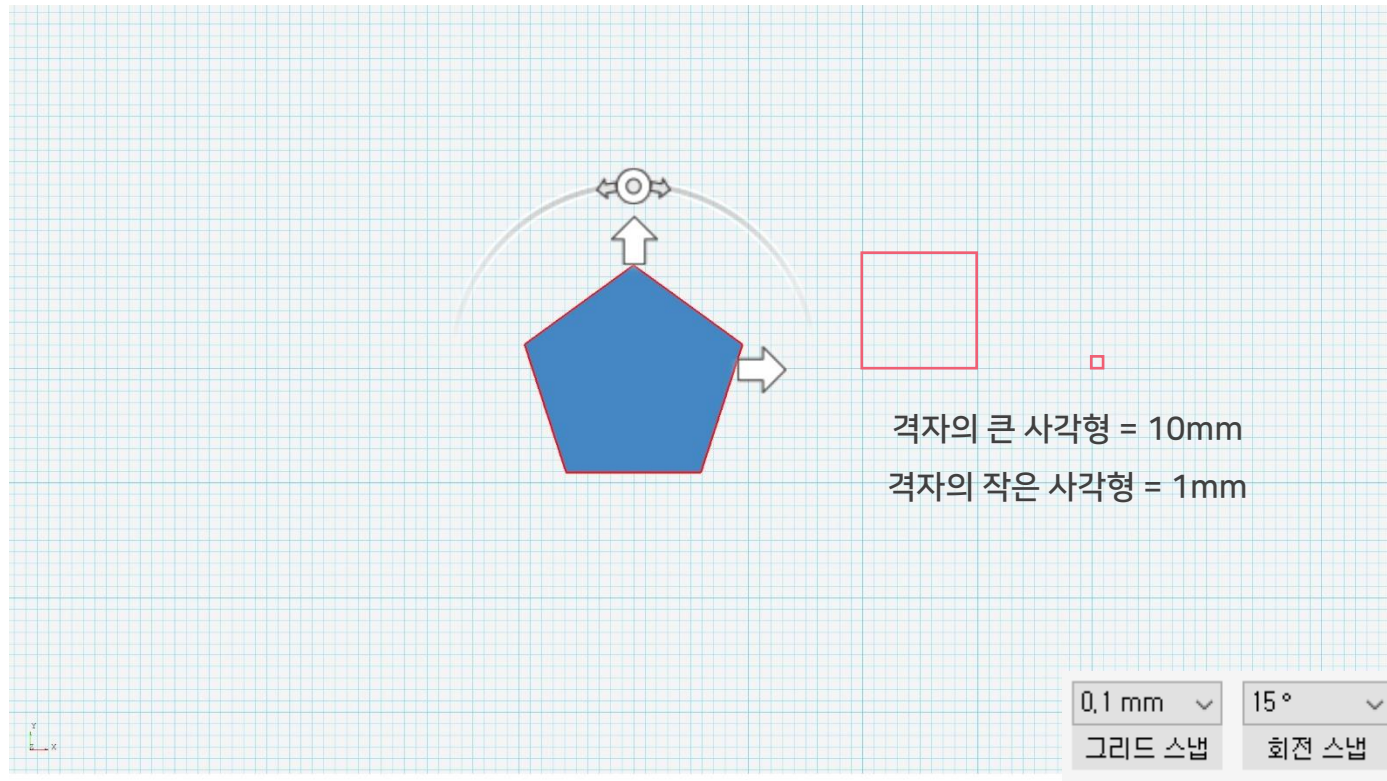 격자의 큰 사각형 = 10mm
격자의 작은 사각형 = 1mm
0,1 mm
15°
그리드 스냅
회전 스냅
Y
X